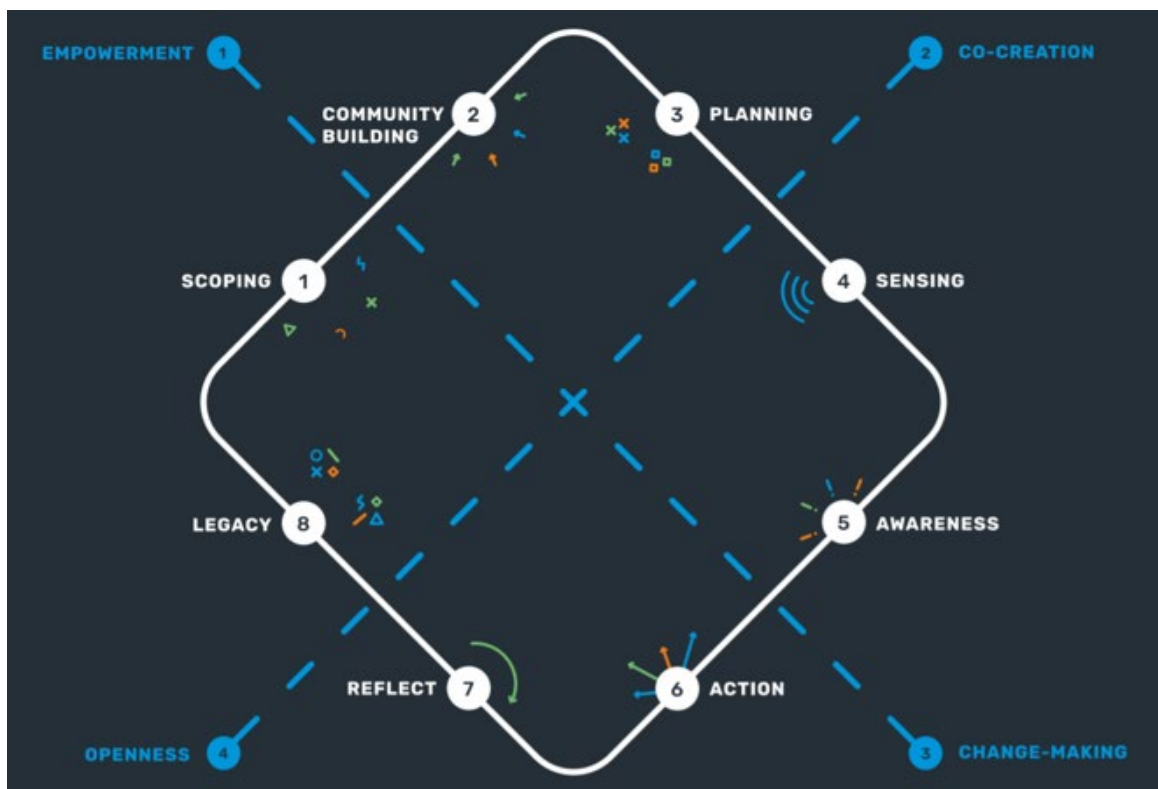 EMPOWERMENT 1
2 CO-CREATION
COMMUNITY
BUILDING
2
3 PLANNING
SCOPING 1
4 SENSING
LEGACY 8
5 AWARENESS
REFLECT 7
6 ACTION
OPENNESS 4
3 CHANGE-MAKING